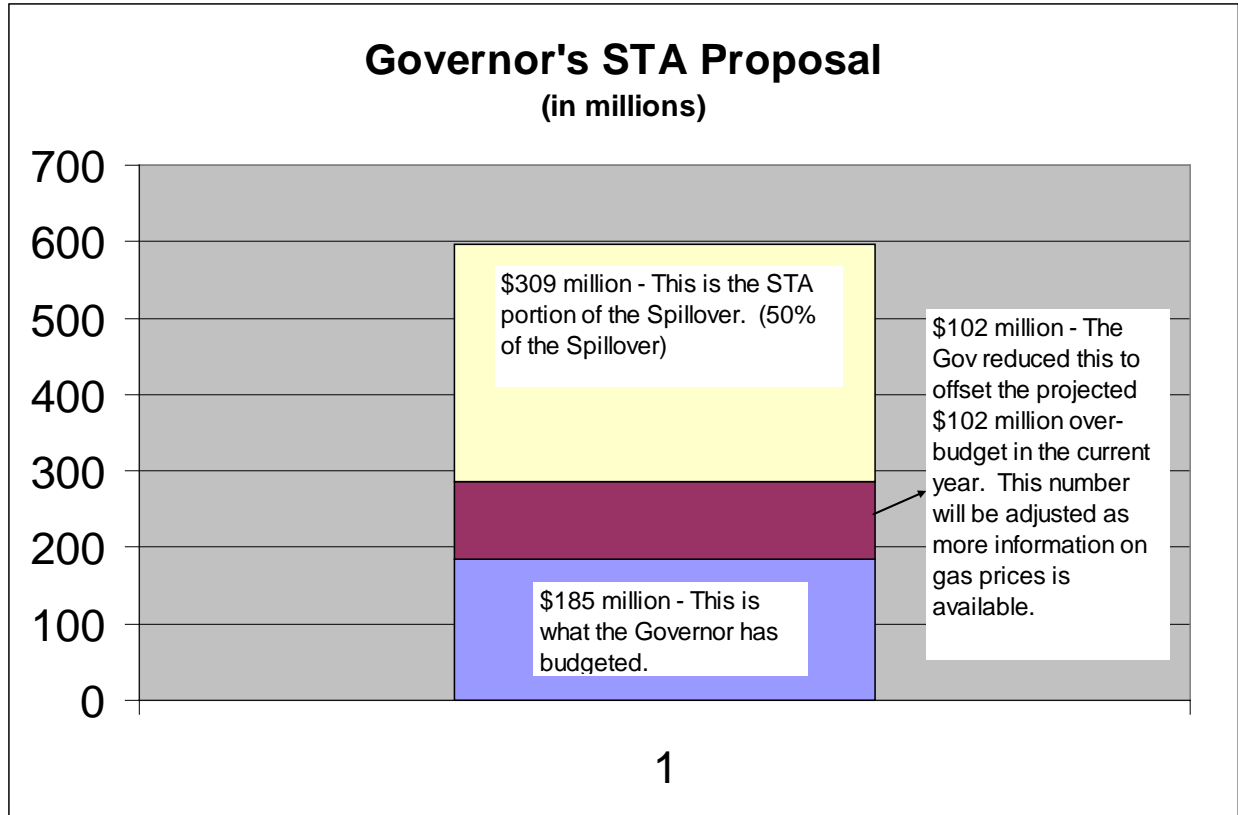 Governor's STA Proposal
(in millions)
700
600
500
400
300
200
100
0
$309 million - This is the STA
portion of the Spillover.  (50%
of the Spillover)
$102 million - The
Gov reduced this to
offset the projected
$102 million over-
budget in the current
year.  This number
will be adjusted as
more information on
gas prices is
available.
$185 million - This is
what the Governor has
budgeted.
1